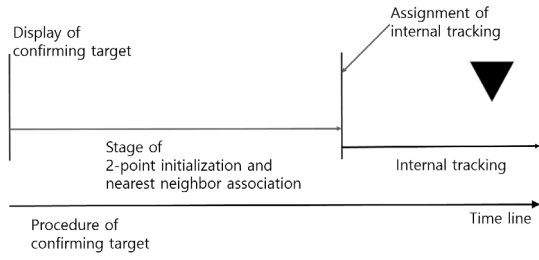 Display of
confirming target
Assignment of
internal tracking
Stage of
2-point initialization and
nearest neighbor association
Internal tracking
Time line
Procedure of
confirming target